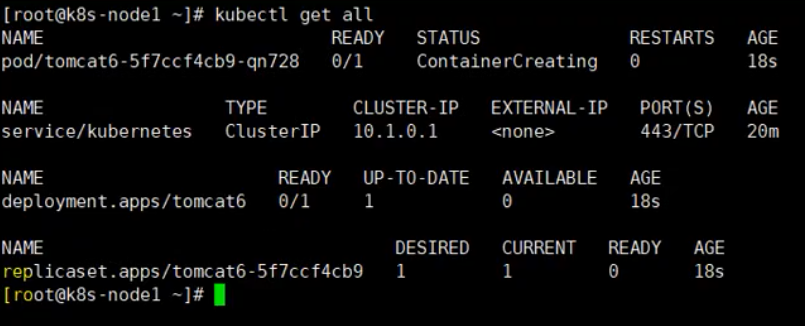 [root@k8s-node1 ~]# kubectl get all
NAME READY STATUS RESTARTS AGE
pod/tomcat6-5f7ccf4cb9-qn728 0/1 ContainerCreating 0 18s
NAME TYPE CLUSTER-IP EXTERNAL-IP PORT(S) AGE
service/kubernetes ClusterIP 10.1.0.1 <none> 443/TCP 20m
NAME READY UP-TO-DATE AVAILABLE AGE
deployment.apps/tomcat6 0/1 1 0 18s
NAME DESIRED CURRENT READY AGE
replicaset.apps/tomcat6-5f7ccf4cb9 1 1 0 18s
[root@k8s-node1 ~]#